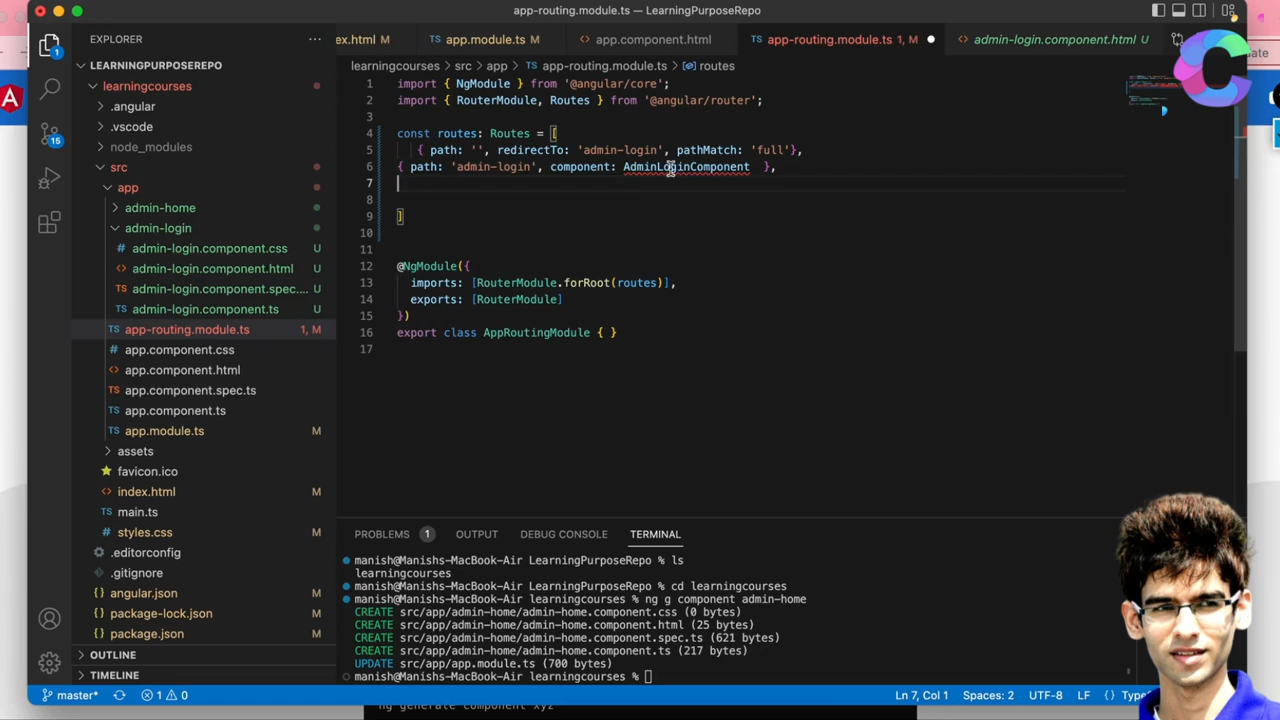 app-routing.module.ts — LearningPurposeRepo
EXPLORER
ex.html M
app.module.ts M
app.component.html
app-routing.module.ts 1, M
admin-login.component.html U
LEARNINGPURPOSEREPO
learningcourses
.angular
.vscode
node_modules
src
app
admin-home
admin-login
admin-login.component.css U
admin-login.component.html U
admin-login.component.spec.... U
admin-login.component.ts U
app-routing.module.ts 1, M
app.component.css
app.component.html
app.component.spec.ts
app.component.ts
app.module.ts M
assets
favicon.ico
index.html M
main.ts
styles.css M
.editorconfig
.gitignore
angular.json M
package-lock.json M
package.json M
OUTLINE
TIMELINE
learningcourses > src > app > app-routing.module.ts > routes
1 import { NgModule } from '@angular/core';
2 import { RouterModule, Routes } from '@angular/router';
3
4 const routes: Routes = [
5 { path: '', redirectTo: 'admin-login', pathMatch: 'full'},
6 { path: 'admin-login', component: AdminLoginComponent },
7
8
9 ]
10
11
12 @NgModule({
13 imports: [RouterModule.forRoot(routes)],
14 exports: [RouterModule]
15 })
16 export class AppRoutingModule { }
17
PROBLEMS 1 OUTPUT DEBUG CONSOLE TERMINAL
manish@Manishs-MacBook-Air LearningPurposeRepo % ls
learningcourses
manish@Manishs-MacBook-Air LearningPurposeRepo % cd learningcourses
manish@Manishs-MacBook-Air learningcourses % ng g component admin-home
CREATE src/app/admin-home/admin-home.component.css (0 bytes)
CREATE src/app/admin-home/admin-home.component.html (25 bytes)
CREATE src/app/admin-home/admin-home.component.spec.ts (621 bytes)
CREATE src/app/admin-home/admin-home.component.ts (217 bytes)
UPDATE src/app/app.module.ts (700 bytes)
manish@Manishs-MacBook-Air learningcourses %
master* 1 0 Ln 7, Col 1 Spaces: 2 UTF-8 LF {} Type
ng generate component xyz